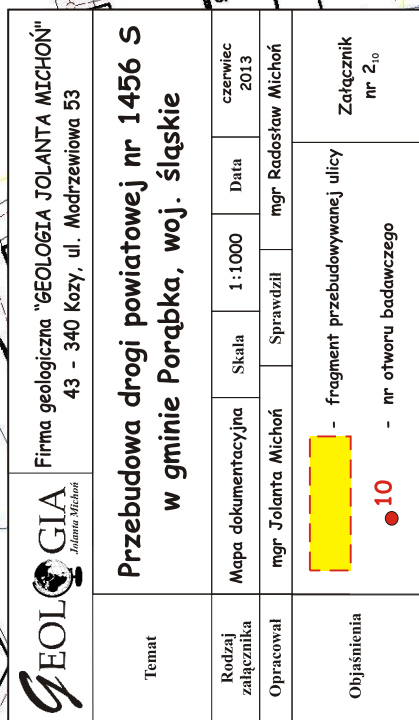 GEOLOGIA
Jolanta Michoń
Firma geologiczna "GEOLOGIA JOLANTA MICHOŃ"
43 - 340 Kozy, ul. Modrzewiowa 53
Temat
Przebudowa drogi powiatowej nr 1456 S
w gminie Porąbka, woj. śląskie
Rodzaj
załącznika
Mapa dokumentacyjna
Skala
1:1000
Data
czerwiec
2013
Opracował
mgr Jolanta Michoń
Sprawdził
mgr Radosław Michoń
Objaśnienia
- fragment przebudowywanej ulicy
10 - nr otworu badawczego
Załącznik
nr 2₁₀